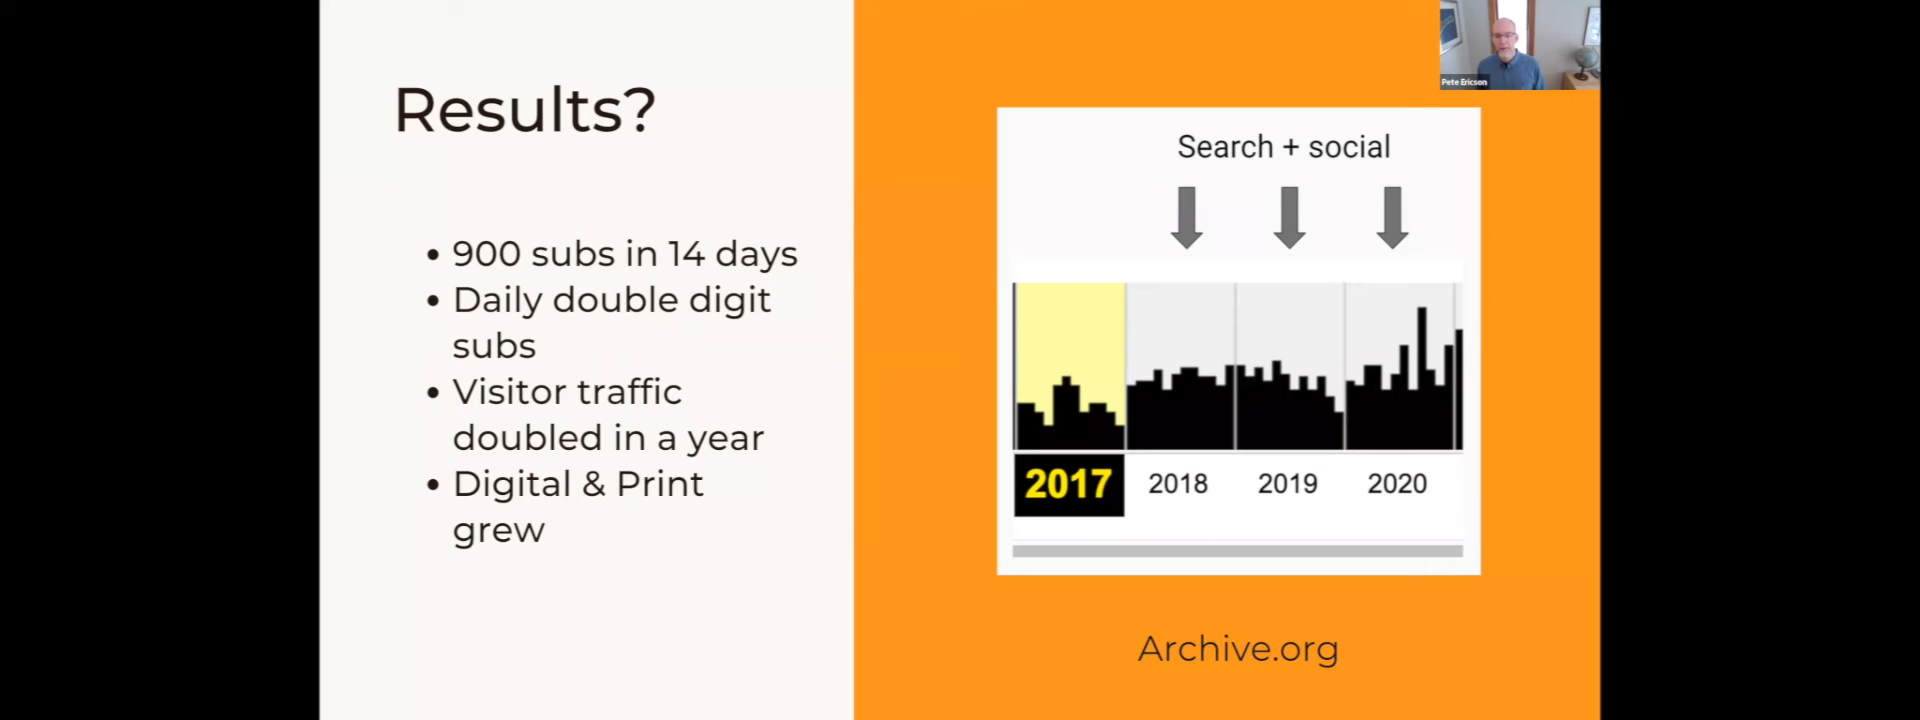 Results?
• 900 subs in 14 days
• Daily double digit
subs
• Visitor traffic
doubled in a year
• Digital & Print
grew
Pete Ericson
Search + social
2017 2018 2019 2020
Archive.org